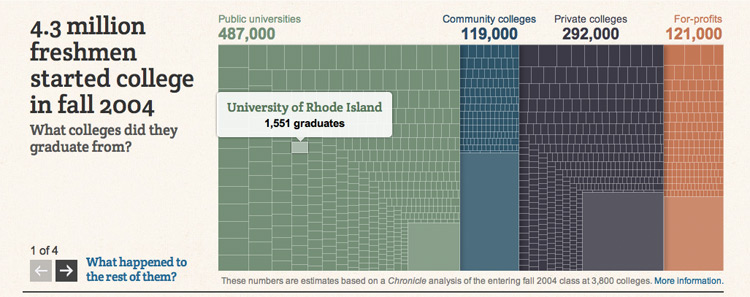 4.3 million
freshmen
started college
in fall 2004
What colleges did they
graduate from?
Public universities
487,000
Community colleges
119,000
Private colleges
292,000
For-profits
121,000
University of Rhode Island
1,551 graduates
1 of 4
What happened to
the rest of them?
These numbers are estimates based on a Chronicle analysis of the entering fall 2004 class at 3,800 colleges. More information.